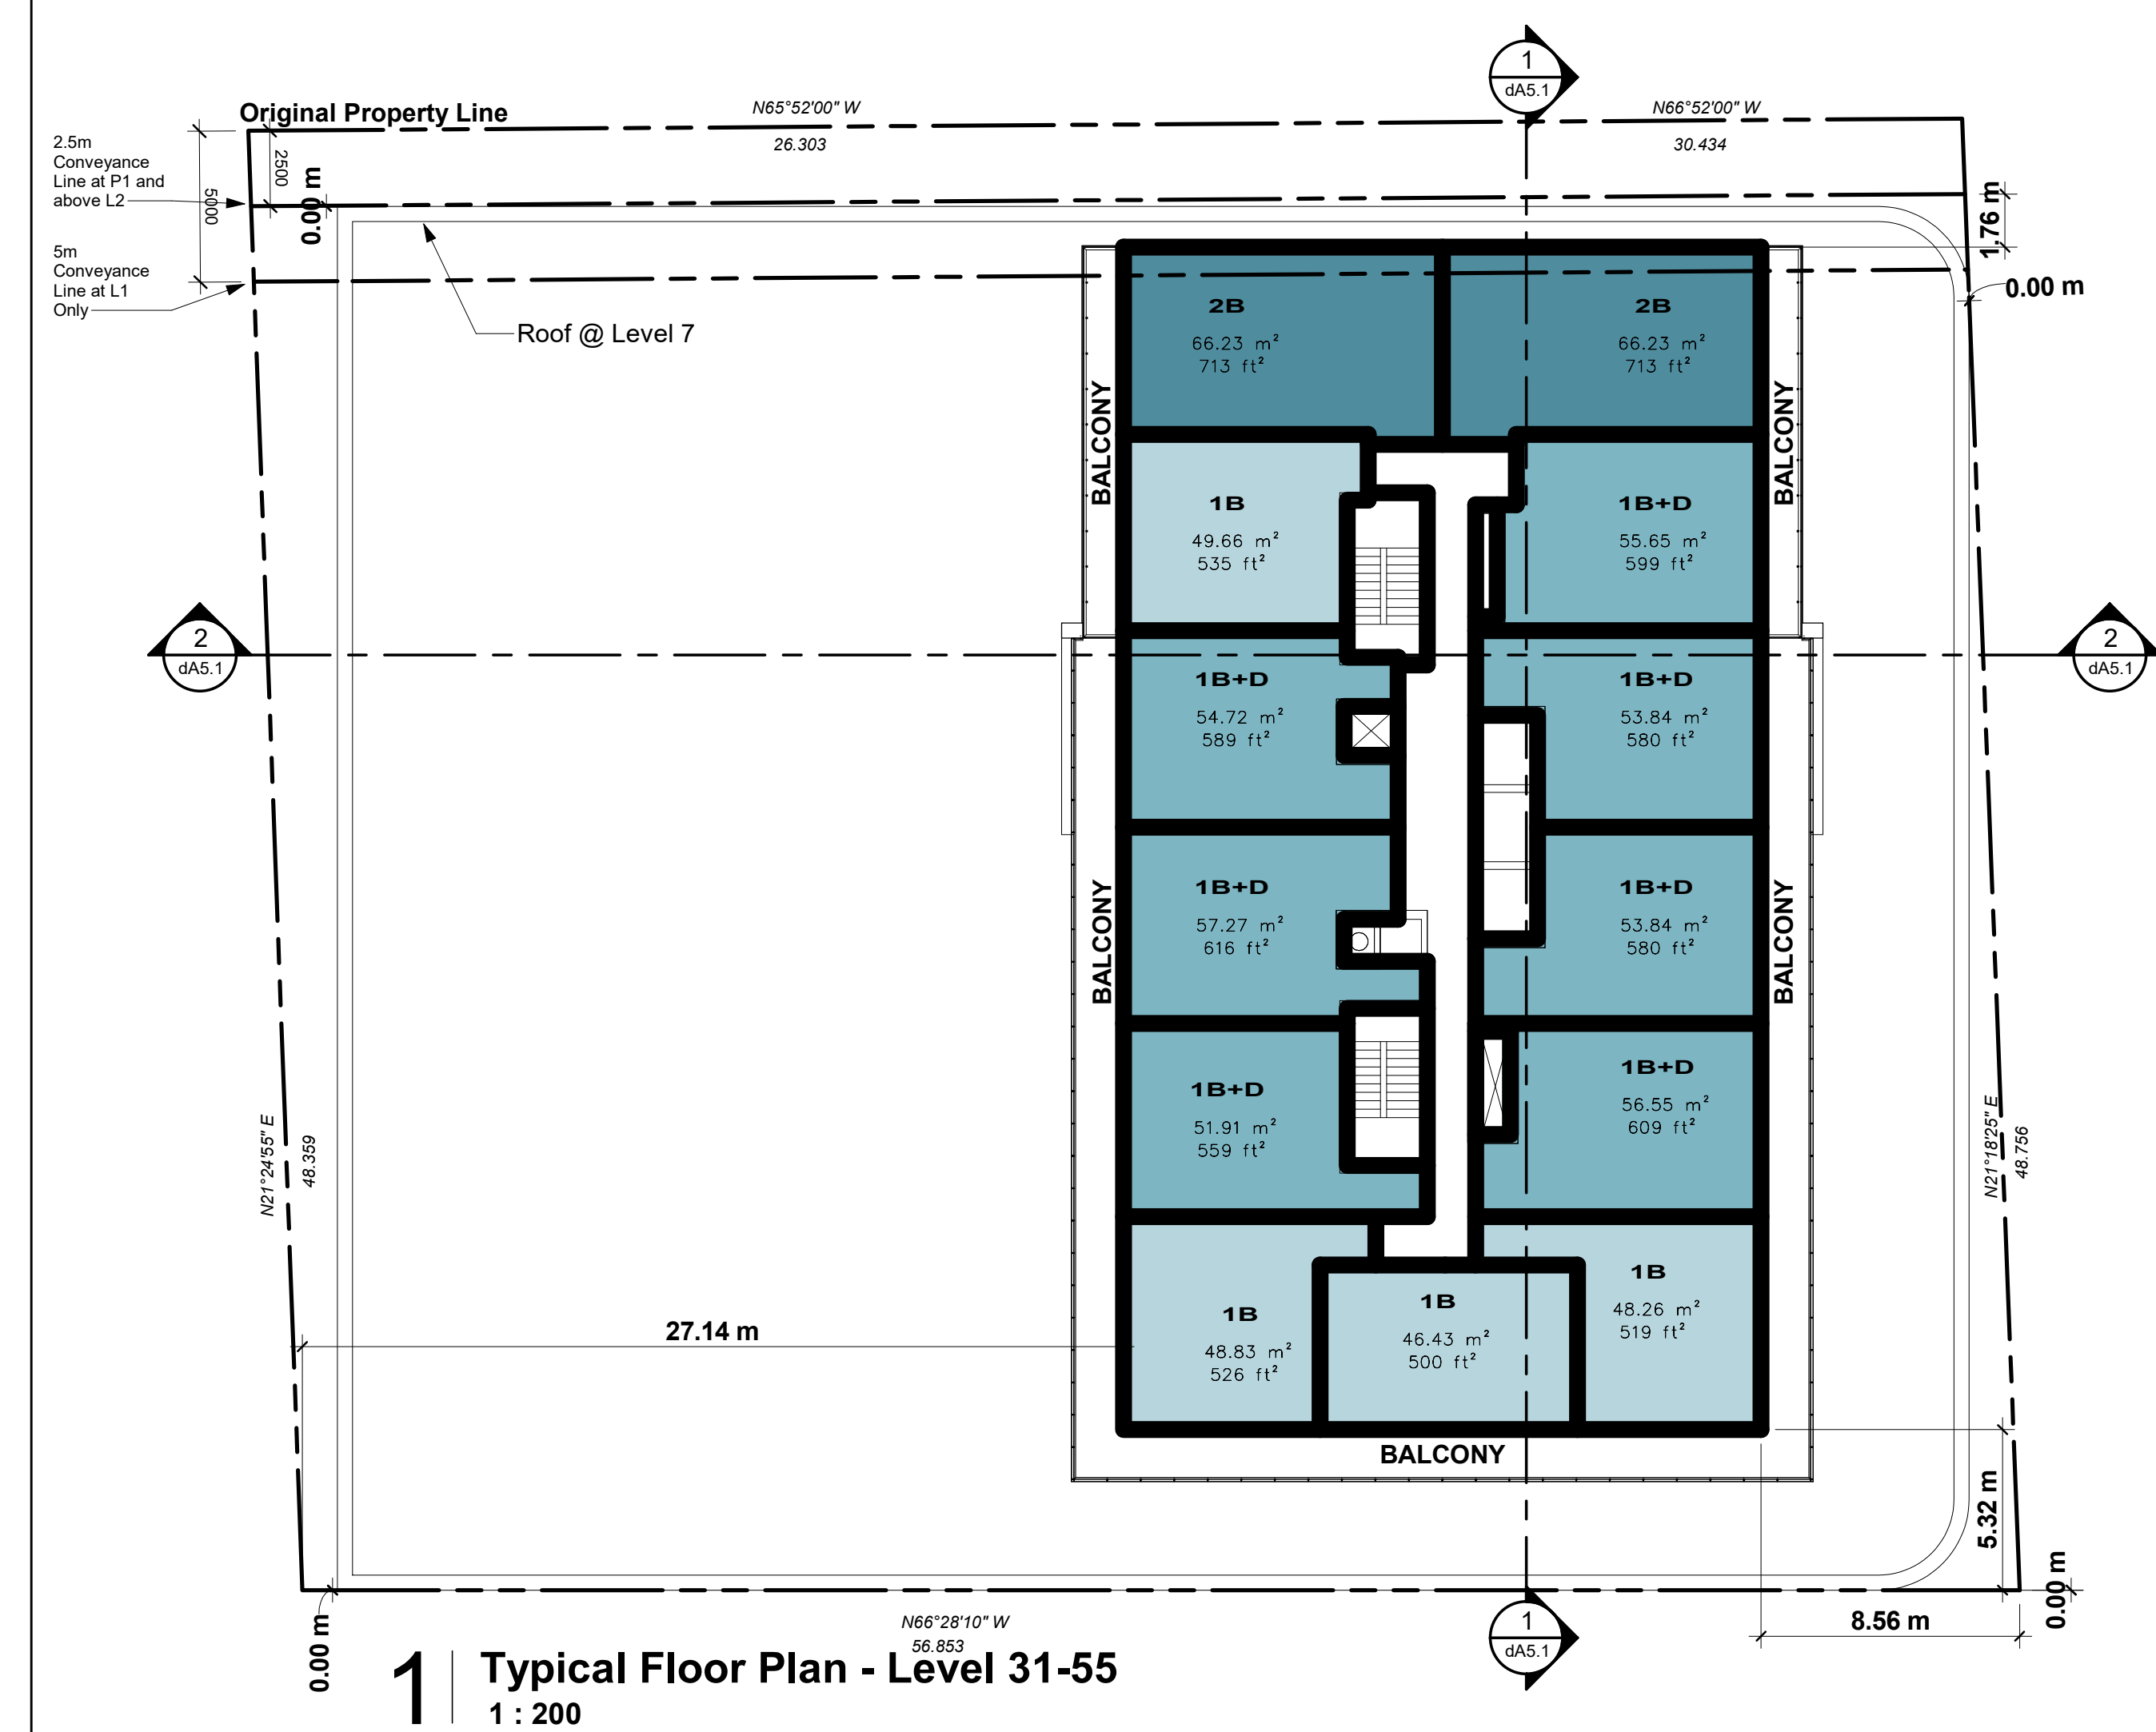 1
dA5.1
Original Property Line
N65°52'00" W
26.303
N66°52'00" W
30.434
2.5m
Conveyance
Line at P1 and
above L2
2500
5000
0.00 m
1.76 m
5m
Conveyance
Line at L1
Only
0.00 m
Roof @ Level 7
2B
66.23 m²
713 ft²
2B
66.23 m²
713 ft²
BALCONY
BALCONY
1B
49.66 m²
535 ft²
1B+D
55.65 m²
599 ft²
2
dA5.1
2
dA5.1
1B+D
54.72 m²
589 ft²
1B+D
53.84 m²
580 ft²
1B+D
57.27 m²
616 ft²
1B+D
53.84 m²
580 ft²
BALCONY
BALCONY
1B+D
51.91 m²
559 ft²
1B+D
56.55 m²
609 ft²
N21°24'55" E
48.359
N21°18'25" E
48.756
1B
48.83 m²
526 ft²
1B
46.43 m²
500 ft²
1B
48.26 m²
519 ft²
27.14 m
BALCONY
5.32 m
0.00 m
8.56 m
0.00 m
N66°28'10" W
56.853
1
dA5.1
1
Typical Floor Plan - Level 31-55
1 : 200